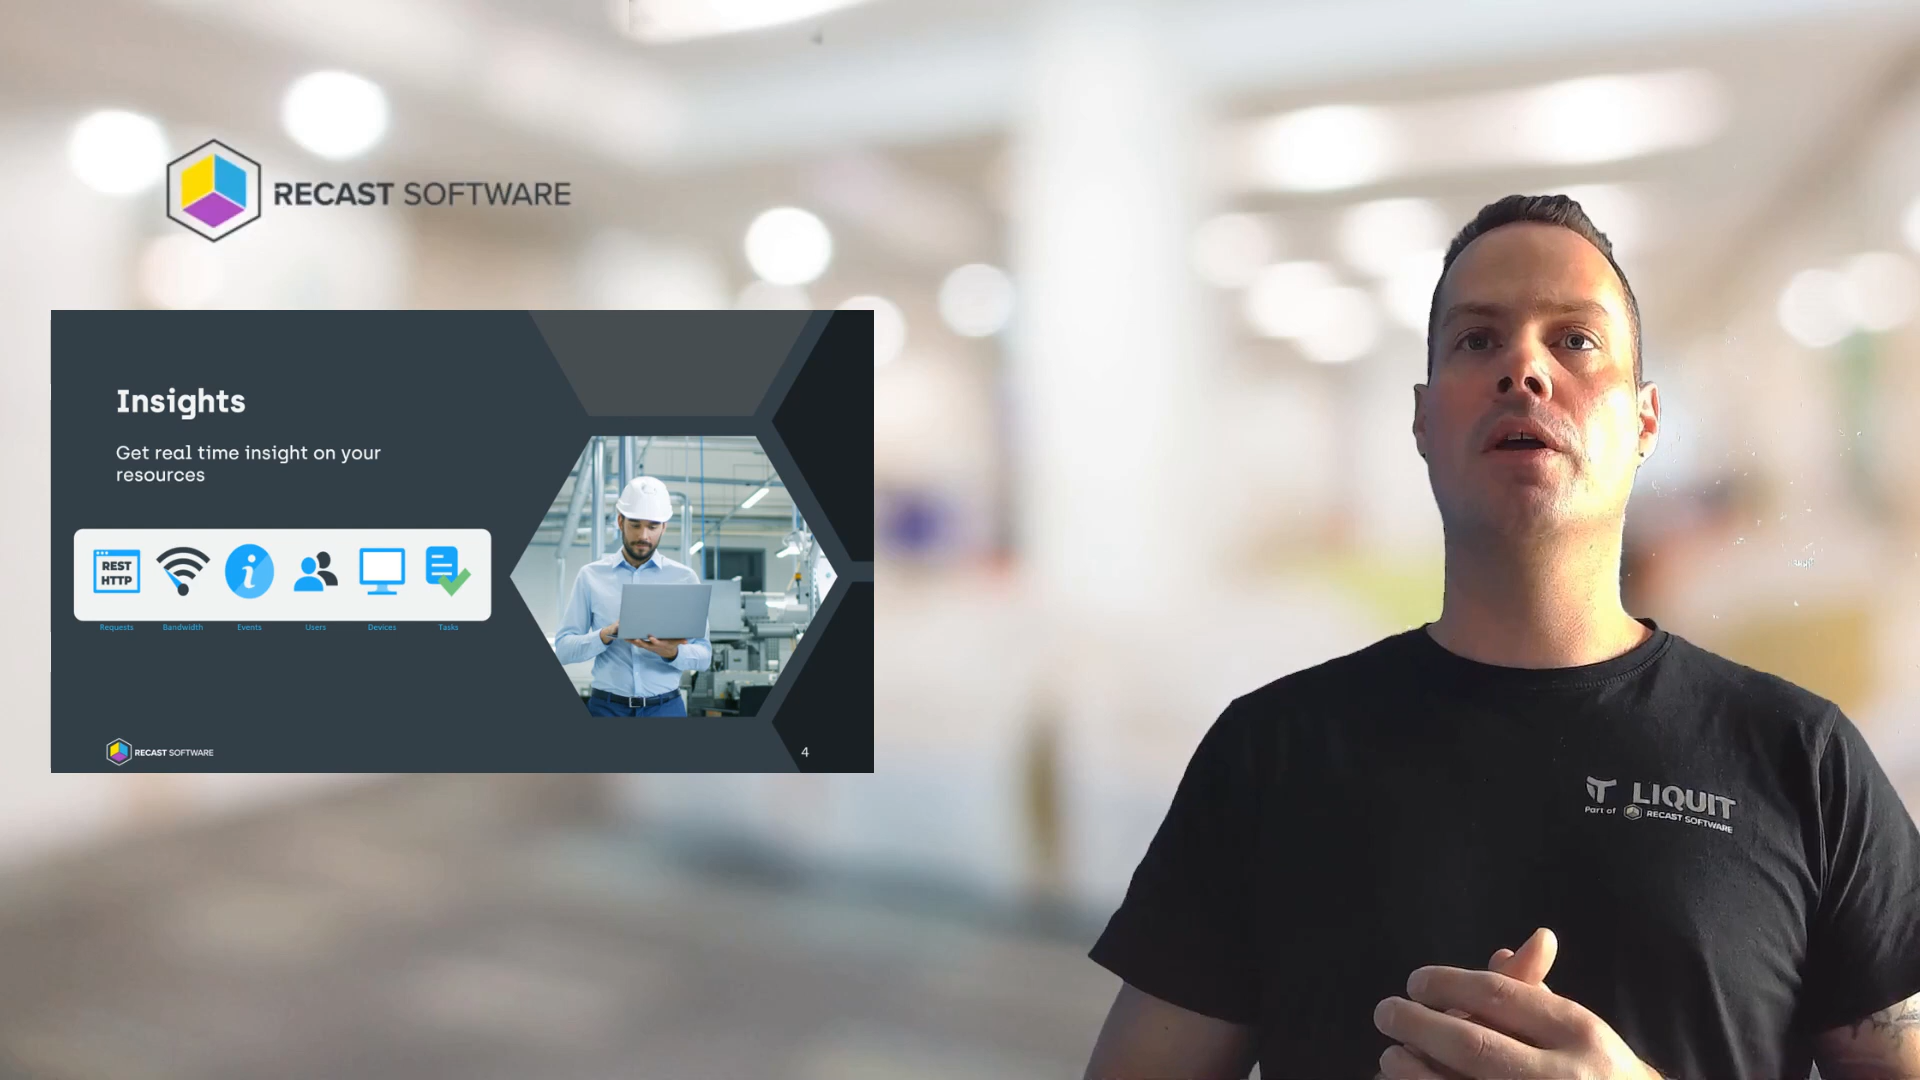 RECAST SOFTWARE
Insights
Get real time insight on your
resources
REST
HTTP
Requests
Bandwidth
Events
Users
Devices
Tasks
RECAST SOFTWARE
4
LIQUIT
Part of RECAST SOFTWARE